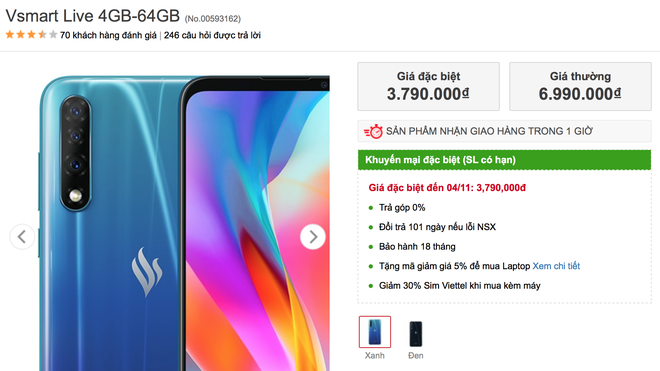 Vsmart Live 4GB-64GB (No.00593162)
70 khách hàng đánh giá | 246 câu hỏi được trả lời
Giá đặc biệt
3.790.000₫
Giá thường
6.990.000₫
SẢN PHẨM NHẬN GIAO HÀNG TRONG 1 GIỜ
Khuyến mại đặc biệt (SL có hạn)
Giá đặc biệt đến 04/11: 3,790,000đ
Trả góp 0%
Đổi trả 101 ngày nếu lỗi NSX
Bảo hành 18 tháng
Tặng mã giảm giá 5% để mua Laptop Xem chi tiết
Giảm 30% Sim Viettel khi mua kèm máy
Xanh
Đen